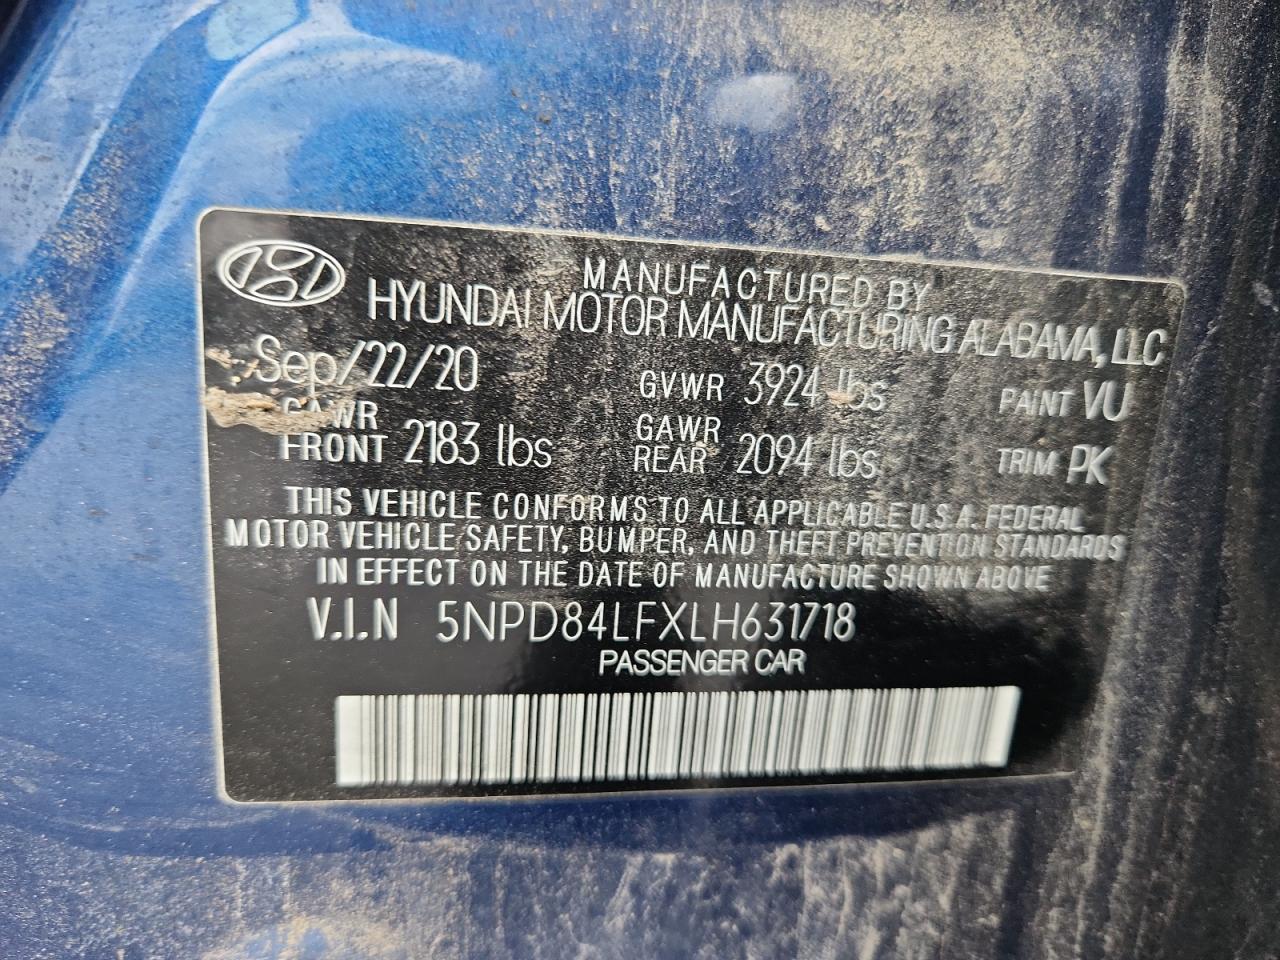 MANUFACTURED BY
HYUNDAI MOTOR MANUFACTURING ALABAMA, LLC
Sep/22/20 GVWR 3924 lbs PAINT VU
GAWR FRONT 2183 lbs GAWR REAR 2094 lbs TRIM PK
THIS VEHICLE CONFORMS TO ALL APPLICABLE U.S.A. FEDERAL
MOTOR VEHICLE SAFETY, BUMPER, AND THEFT PREVENTION STANDARDS
IN EFFECT ON THE DATE OF MANUFACTURE SHOWN ABOVE
V.I.N 5NPD84LFXLH631718
PASSENGER CAR